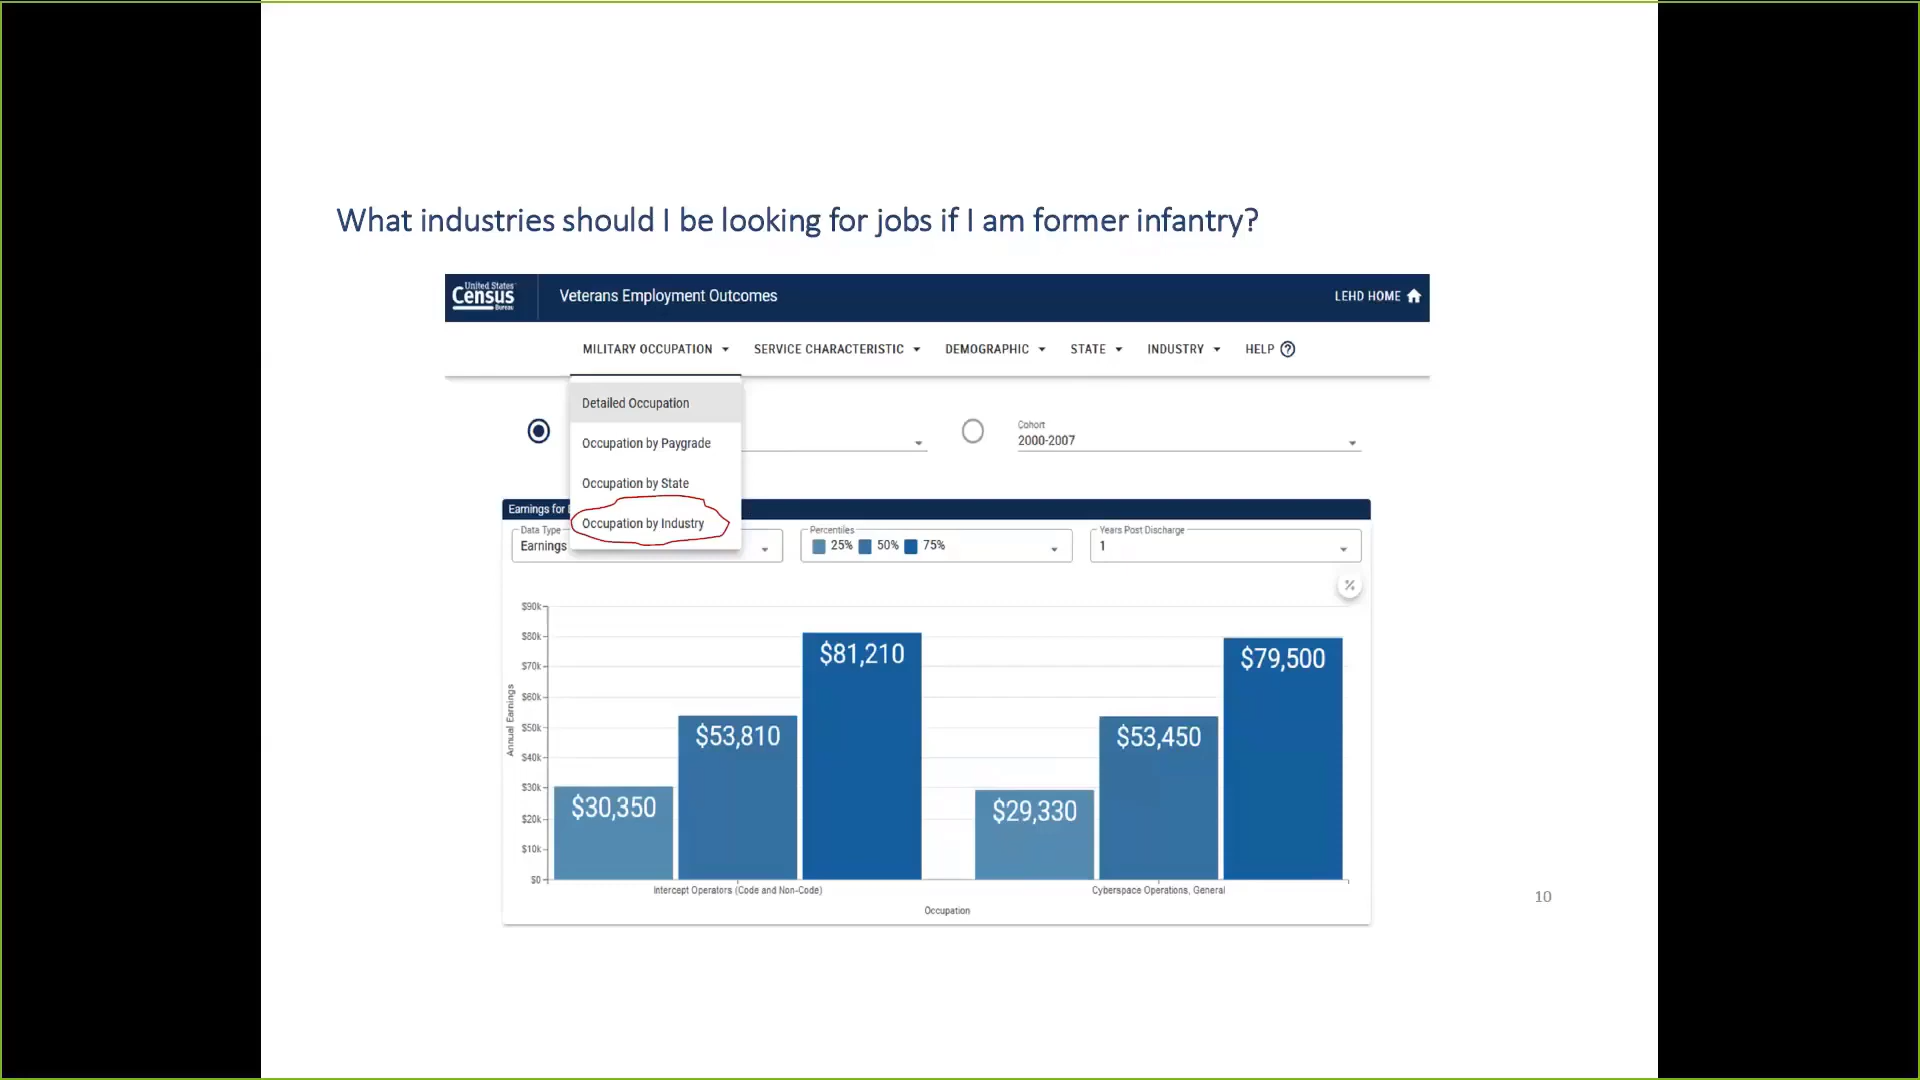 What industries should I be looking for jobs if I am former infantry?
United States
Census
Bureau
Veterans Employment Outcomes
LEHD HOME
MILITARY OCCUPATION
SERVICE CHARACTERISTIC
DEMOGRAPHIC
STATE
INDUSTRY
HELP
Detailed Occupation
Occupation by Paygrade
Occupation by State
Occupation by Industry
Cohort
2000-2007
Earnings for
Data Type
Earnings
Percentiles
25% 50% 75%
Years Post Discharge
1
%
$90k
$80k
$70k
$60k
$50k
$40k
$30k
$20k
$10k
$0
Annual Earnings
$30,350
$53,810
$81,210
$29,330
$53,450
$79,500
Intercept Operators (Code and Non-Code)
Cyberspace Operations, General
Occupation
10